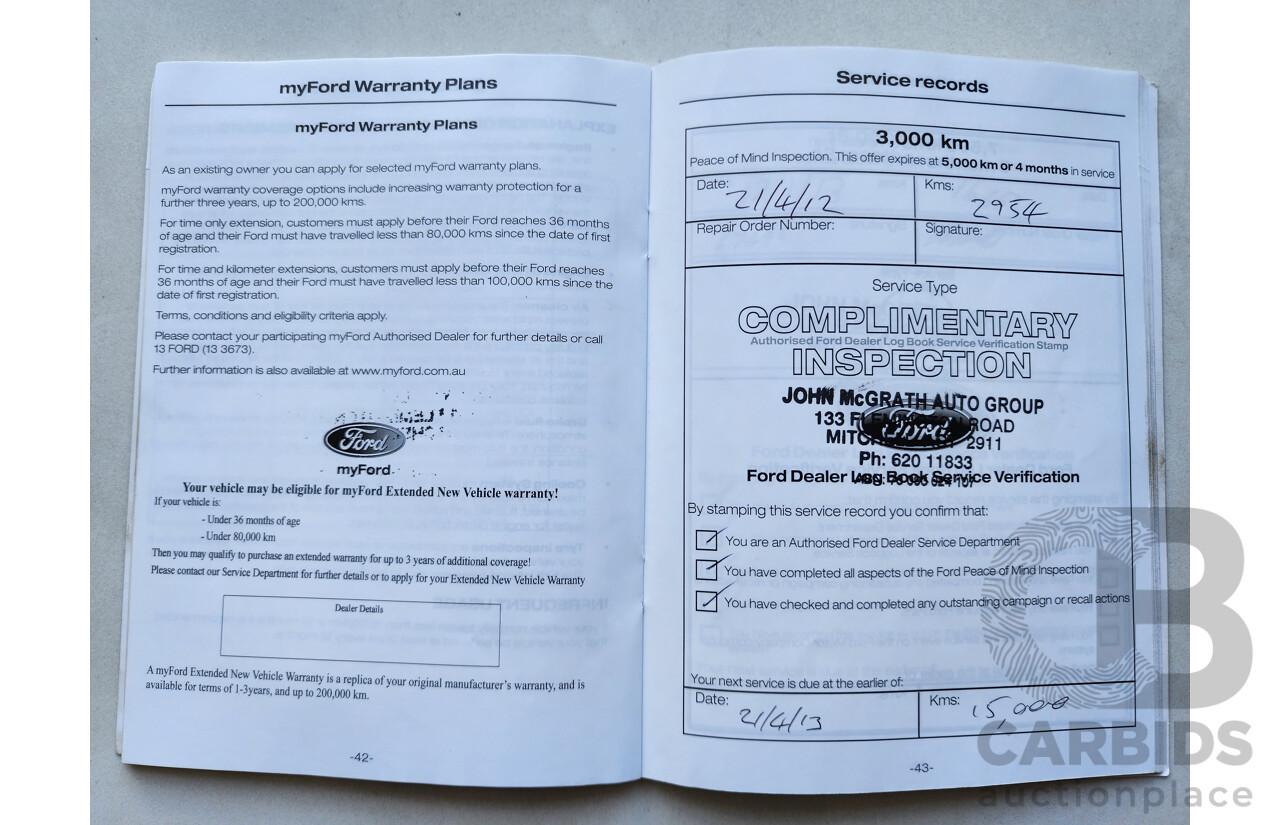 myFord Warranty Plans
myFord Warranty Plans
As an existing owner you can apply for selected myFord warranty plans.
myFord warranty coverage options include increasing warranty protection for a
further three years, up to 200,000 kms.
For time only extension, customers must apply before their Ford reaches 36 months
of age and their Ford must have travelled less than 80,000 kms since the date of first
registration.
For time and kilometer extensions, customers must apply before their Ford reaches
36 months of age and their Ford must have travelled less than 100,000 kms since the
date of first registration.
Terms, conditions and eligibility criteria apply.
Please contact your participating myFord Authorised Dealer for further details or call
13 FORD (13 3673).
Further information is also available at www.myford.com.au
Ford
myFord
Your vehicle may be eligible for myFord Extended New Vehicle warranty!
If your vehicle is:
- Under 36 months of age
- Under 80,000 km
Then you may qualify to purchase an extended warranty for up to 3 years of additional coverage!
Please contact our Service Department for further details or to apply for your Extended New Vehicle Warranty
Dealer Details
A myFord Extended New Vehicle Warranty is a replica of your original manufacturer's warranty, and is
available for terms of 1-3years, and up to 200,000 km.
-42-
Service records
3,000 km
Peace of Mind Inspection. This offer expires at 5,000 km or 4 months in service
Date: 21/4/12
Kms: 2954
Repair Order Number:
Signature:
Service Type
COMPLIMENTARY
Authorised Ford Dealer Log Book Service Verification Stamp
INSPECTION
JOHN McGRATH AUTO GROUP
133 ROAD
2911
Ford
Ph: 620 11833
Ford Dealer Log Book Service Verification
By stamping this service record you confirm that:
You are an Authorised Ford Dealer Service Department
You have completed all aspects of the Ford Peace of Mind Inspection
You have checked and completed any outstanding campaign or recall actions
Your next service is due at the earlier of:
Date: 21/4/13
Kms: 15,000
-43-
CB
CARBIDS
auctionplace